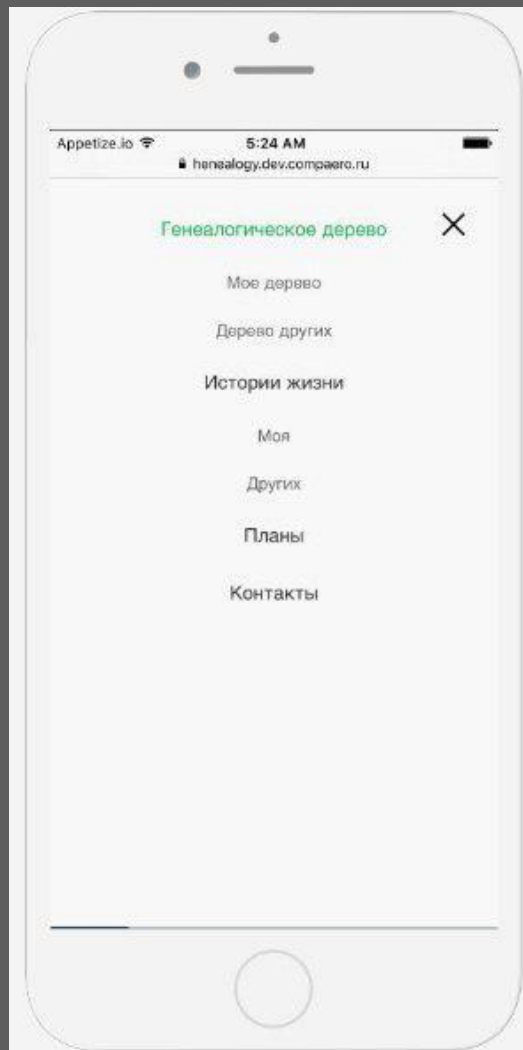 Appetize.io 5:24 AM
henealogy.dev.compaero.ru
Генеалогическое дерево
Мое дерево
Дерево других
Истории жизни
Моя
Других
Планы
Контакты